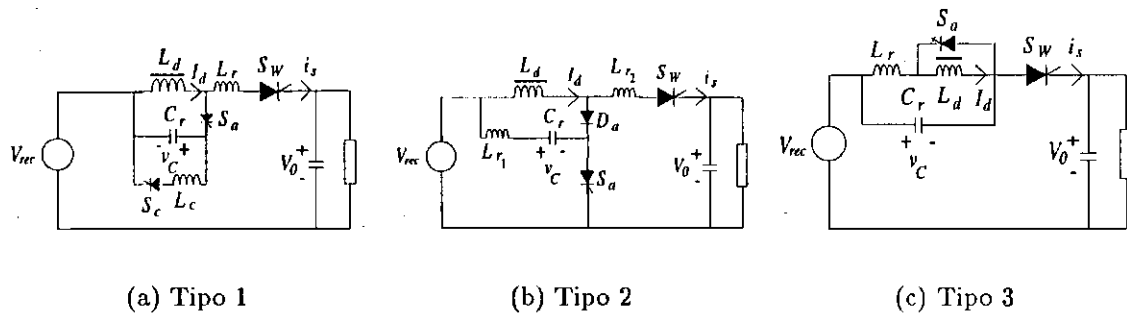 L_d I_d L_r S_W i_s
S_a
C_r
- v_C +
V_rec
V_0 + -
S_c L_c
(a) Tipo 1
L_d I_d L_r2 S_W i_s
C_r D_a
L_r1 + v_C -
V_rec
S_a
V_0 + -
(b) Tipo 2
S_a
L_r S_W i_s
C_r L_d I_d
+ v_C -
V_rec
V_0 + -
(c) Tipo 3